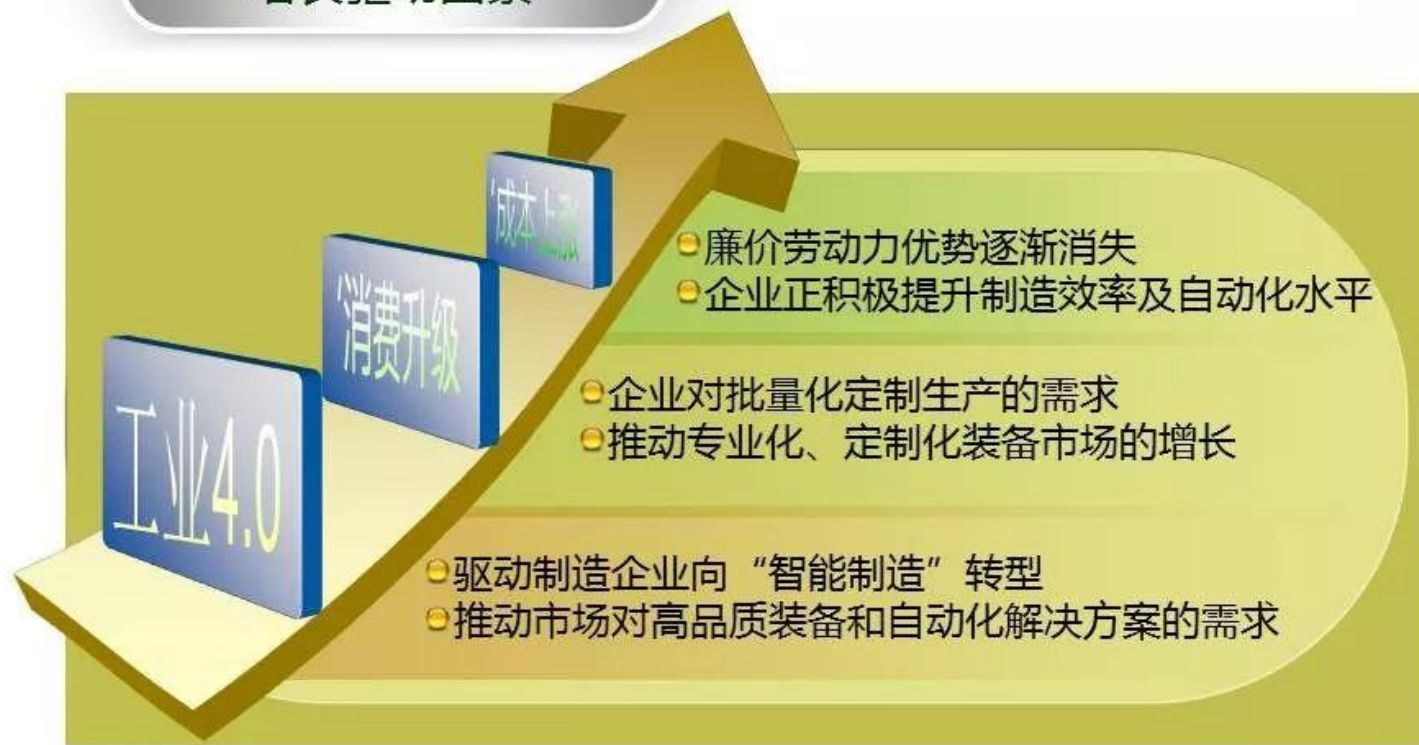 成本上涨
廉价劳动力优势逐渐消失
企业正积极提升制造效率及自动化水平
消费升级
企业对批量化定制生产的需求
推动专业化、定制化装备市场的增长
工业4.0
驱动制造企业向“智能制造”转型
推动市场对高品质装备和自动化解决方案的需求